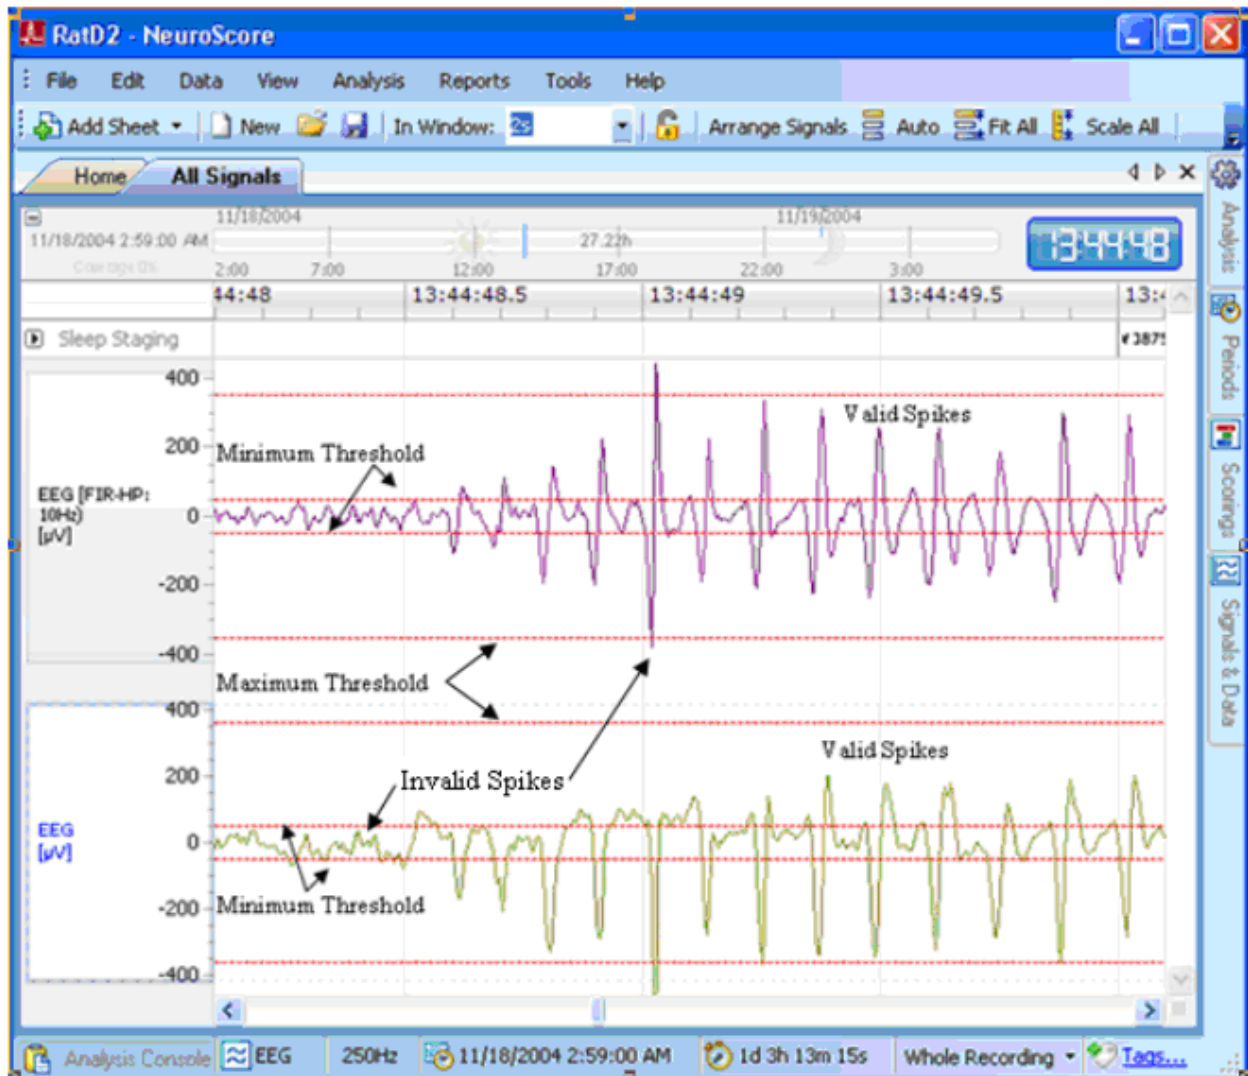 RatD2 - NeuroScore
File Edit Data View Analysis Reports Tools Help
Add Sheet New In Window: 2s Arrange Signals Auto Fit All Scale All
Home All Signals
11/18/2004 11/19/2004
11/18/2004 2:59:00 AM 27.22h 13:44:48
2:00 7:00 12:00 17:00 22:00 3:00
44:48 13:44:48.5 13:44:49 13:44:49.5
Sleep Staging
400
200
0
-200
-400
EEG [FIR-HP:
10Hz)
[µV]
Minimum Threshold
Valid Spikes
Maximum Threshold
400
200
0
-200
-400
EEG
[µV]
Valid Spikes
Invalid Spikes
Minimum Threshold
Analysis
Periods
Scorings
Signals & Data
Analysis Console EEG 250Hz 11/18/2004 2:59:00 AM 1d 3h 13m 15s Whole Recording Tags...